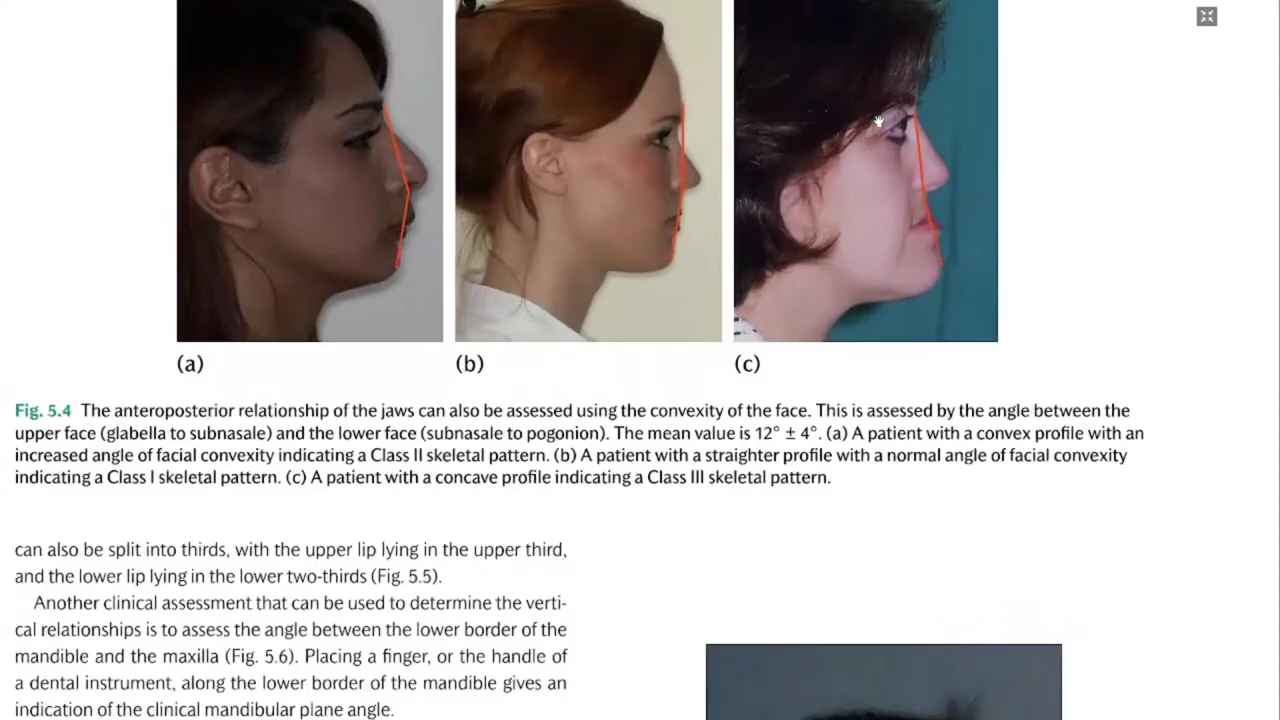 (a)
(b)
(c)
Fig. 5.4 The anteroposterior relationship of the jaws can also be assessed using the convexity of the face. This is assessed by the angle between the
upper face (glabella to subnasale) and the lower face (subnasale to pogonion). The mean value is 12° ± 4°. (a) A patient with a convex profile with an
increased angle of facial convexity indicating a Class II skeletal pattern. (b) A patient with a straighter profile with a normal angle of facial convexity
indicating a Class I skeletal pattern. (c) A patient with a concave profile indicating a Class III skeletal pattern.
can also be split into thirds, with the upper lip lying in the upper third,
and the lower lip lying in the lower two-thirds (Fig. 5.5).
Another clinical assessment that can be used to determine the verti-
cal relationships is to assess the angle between the lower border of the
mandible and the maxilla (Fig. 5.6). Placing a finger, or the handle of
a dental instrument, along the lower border of the mandible gives an
indication of the clinical mandibular plane angle.